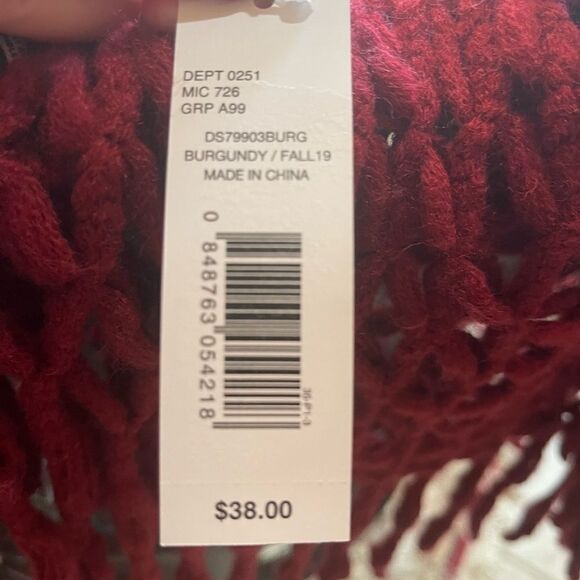 DEPT 0251
MIC 726
GRP A99
DS79903BURG
BURGUNDY / FALL19
MADE IN CHINA
0 848763 054218
$38.00